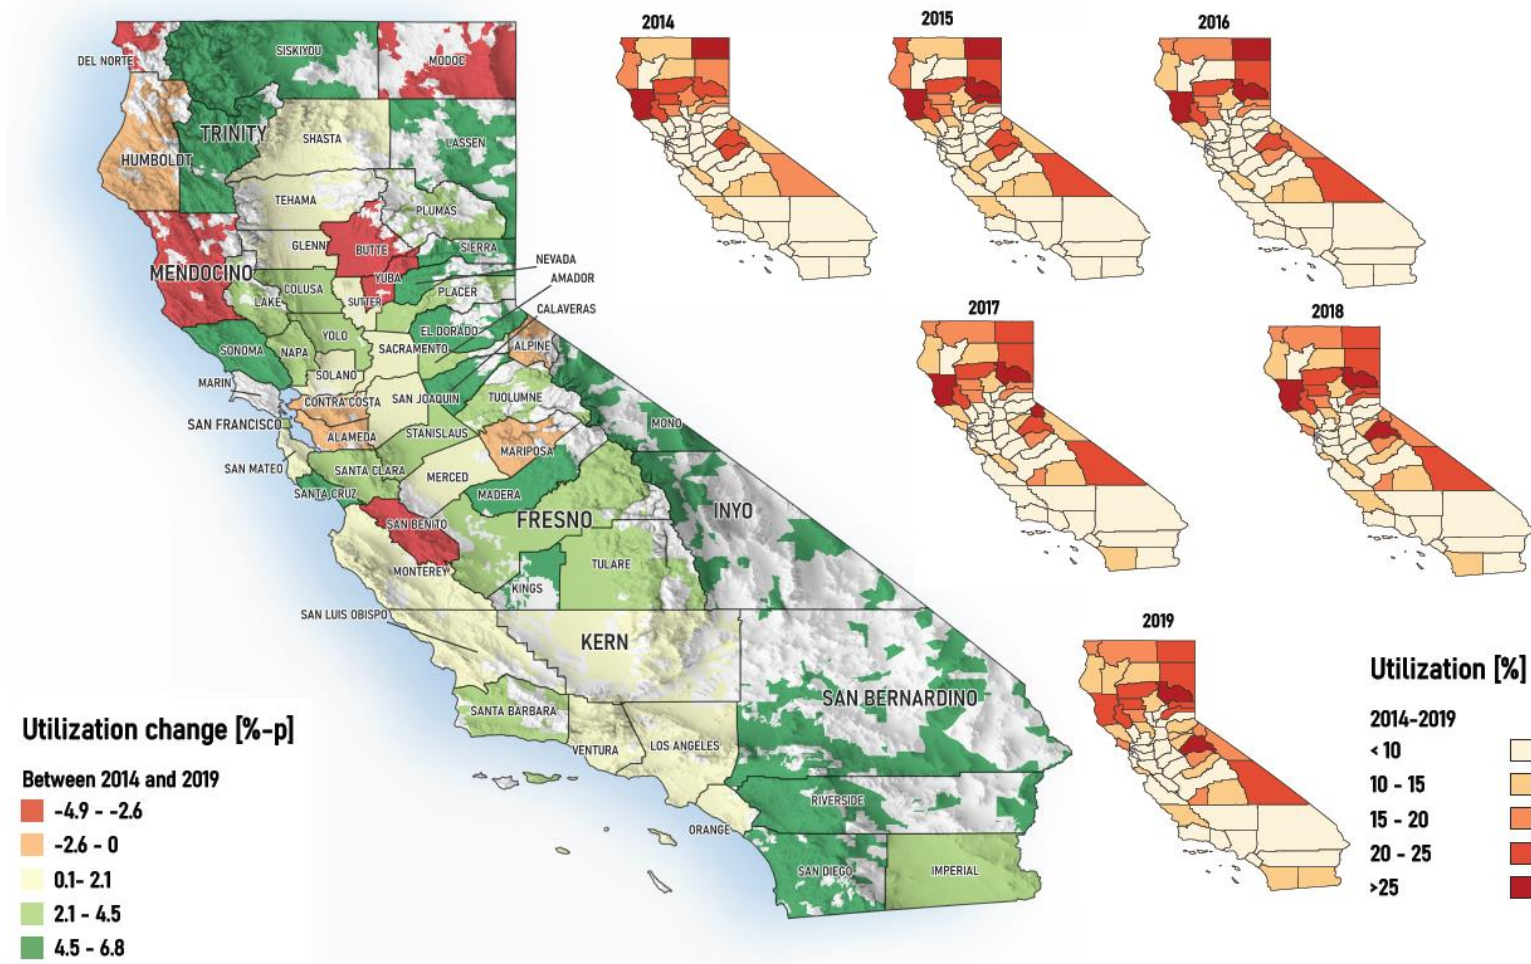 2014
2015
2016
DEL NORTE
SISKIYOU
MODOC
TRINITY
SHASTA
LASSEN
HUMBOLDT
TEHAMA
PLUMAS
GLENN
BUTTE
SIERRA
NEVADA
MENDOCINO
YUBA
AMADOR
COLUSA
PLACER
LAKE
SUTTER
CALAVERAS
2017
2018
YOLO
EL DORADO
SONOMA
NAPA
SACRAMENTO
ALPINE
SOLANO
MARIN
CONTRA COSTA
SAN JOAQUIN
TUOLUMNE
SAN FRANCISCO
ALAMEDA
STANISLAUS
MONO
MARIPOSA
SAN MATEO
SANTA CLARA
MERCED
SANTA CRUZ
MADERA
INYO
SAN BENITO
FRESNO
MONTEREY
TULARE
KINGS
SAN LUIS OBISPO
2019
KERN
Utilization [%]
SAN BERNARDINO
SANTA BARBARA
2014-2019
Utilization change [%-p]
VENTURA
LOS ANGELES
< 10
Between 2014 and 2019
10 - 15
-4.9 - -2.6
RIVERSIDE
15 - 20
-2.6 - 0
ORANGE
20 - 25
0.1- 2.1
SAN DIEGO
IMPERIAL
>25
2.1 - 4.5
4.5 - 6.8